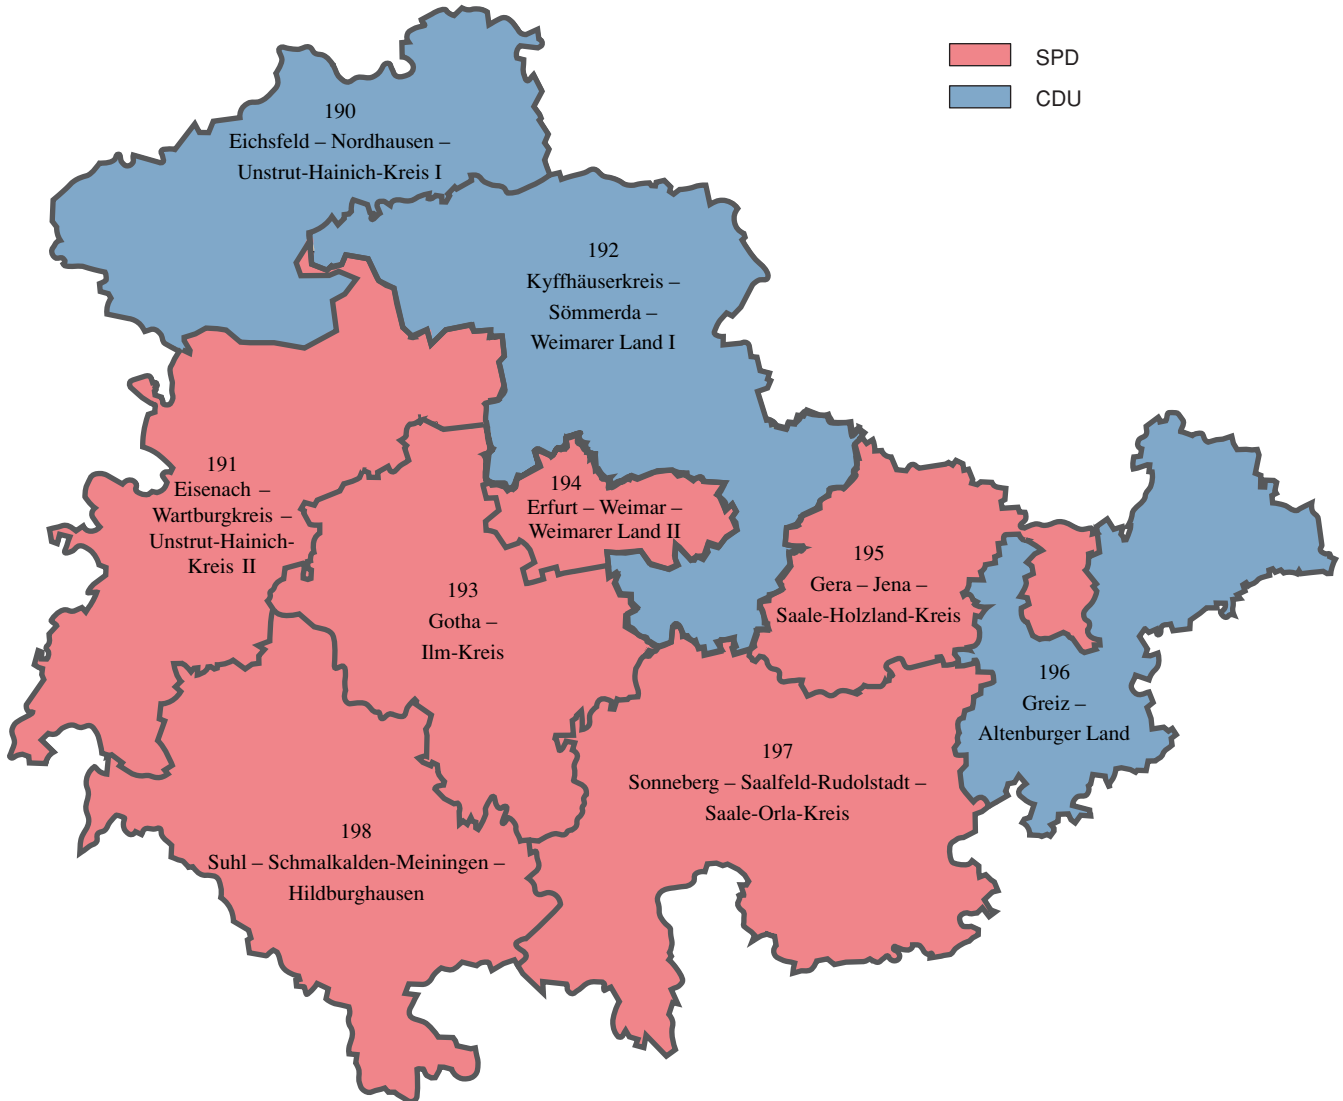 SPD
CDU
190
Eichsfeld – Nordhausen –
Unstrut-Hainich-Kreis I
192
Kyffhäuserkreis –
Sömmerda –
Weimarer Land I
191
Eisenach –
Wartburgkreis –
Unstrut-Hainich-
Kreis II
194
Erfurt – Weimar –
Weimarer Land II
195
Gera – Jena –
Saale-Holzland-Kreis
193
Gotha –
Ilm-Kreis
196
Greiz –
Altenburger Land
197
Sonneberg – Saalfeld-Rudolstadt –
Saale-Orla-Kreis
198
Suhl – Schmalkalden-Meiningen –
Hildburghausen